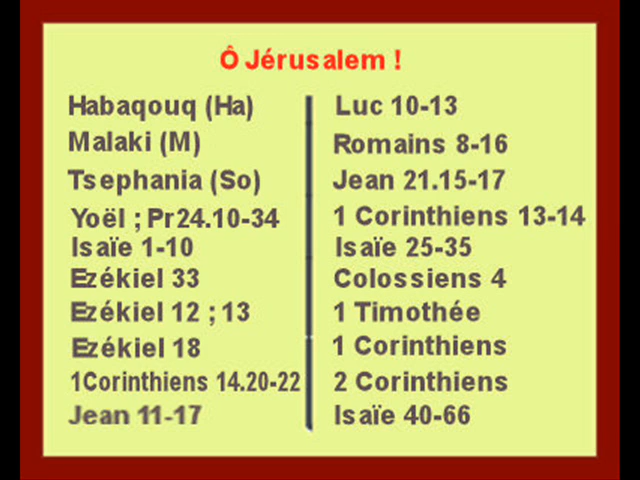 Ô Jérusalem !
Habaqouq (Ha)
Malaki (M)
Tsephania (So)
Yoël ; Pr24.10-34
Isaïe 1-10
Ezékiel 33
Ezékiel 12 ; 13
Ezékiel 18
1Corinthiens 14.20-22
Jean 11-17
Luc 10-13
Romains 8-16
Jean 21.15-17
1 Corinthiens 13-14
Isaïe 25-35
Colossiens 4
1 Timothée
1 Corinthiens
2 Corinthiens
Isaïe 40-66